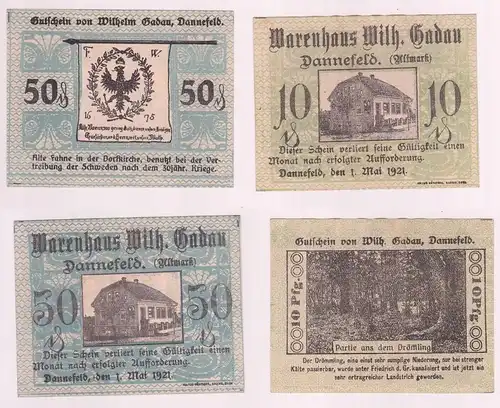 Gutschein von Wilhelm Gadau, Dannefeld.
F. W.
50 50
16 75
Alte Fahne in der Dorfkirche, benutzt bei der Ver-
treibung der Schweden nach dem 30jähr. Kriege.
Warenhaus Wilh. Gadau
Dannefeld. (Altmark)
10 10
Dieser Schein verliert seine Gültigkeit einen
Monat nach erfolgter Aufforderung.
Dannefeld, den 1. Mai 1921.
Warenhaus Wilh. Gadau
Dannefeld. (Altmark)
50 50
Dieser Schein verliert seine Gültigkeit einen
Monat nach erfolgter Aufforderung.
Dannefeld, den 1. Mai 1921
Gutschein von Wilh. Gadau, Dannefeld.
10 Pfg. 10 Pfg.
Partie aus dem Drömling
Der Drömming, eine einst sehr sumpfige Niederung, nur bei strenger
Kälte passierbar, wurde unter Friedrich d. Gr. kanalisiert und ist jetzt ein
sehr ertragreicher Landstrich geworden.